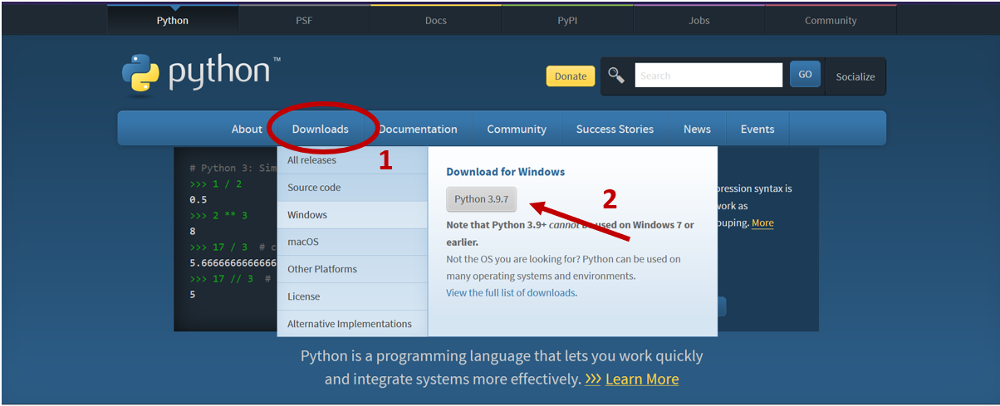 Python PSF Docs PyPI Jobs Community
python™
Donate Search GO Socialize
About Downloads Documentation Community Success Stories News Events
1
All releases
Source code
Windows
macOS
Other Platforms
License
Alternative Implementations
Download for Windows
Python 3.9.7
2
Note that Python 3.9+ cannot be used on Windows 7 or
earlier.
Not the OS you are looking for? Python can be used on
many operating systems and environments.
View the full list of downloads.
# Python 3: Sim
>>> 1 / 2
0.5
>>> 2 ** 3
8
>>> 17 / 3 # c
5.6666666666666
>>> 17 // 3 #
5
pression syntax is
work as
ouping. More
Python is a programming language that lets you work quickly
and integrate systems more effectively. >>> Learn More